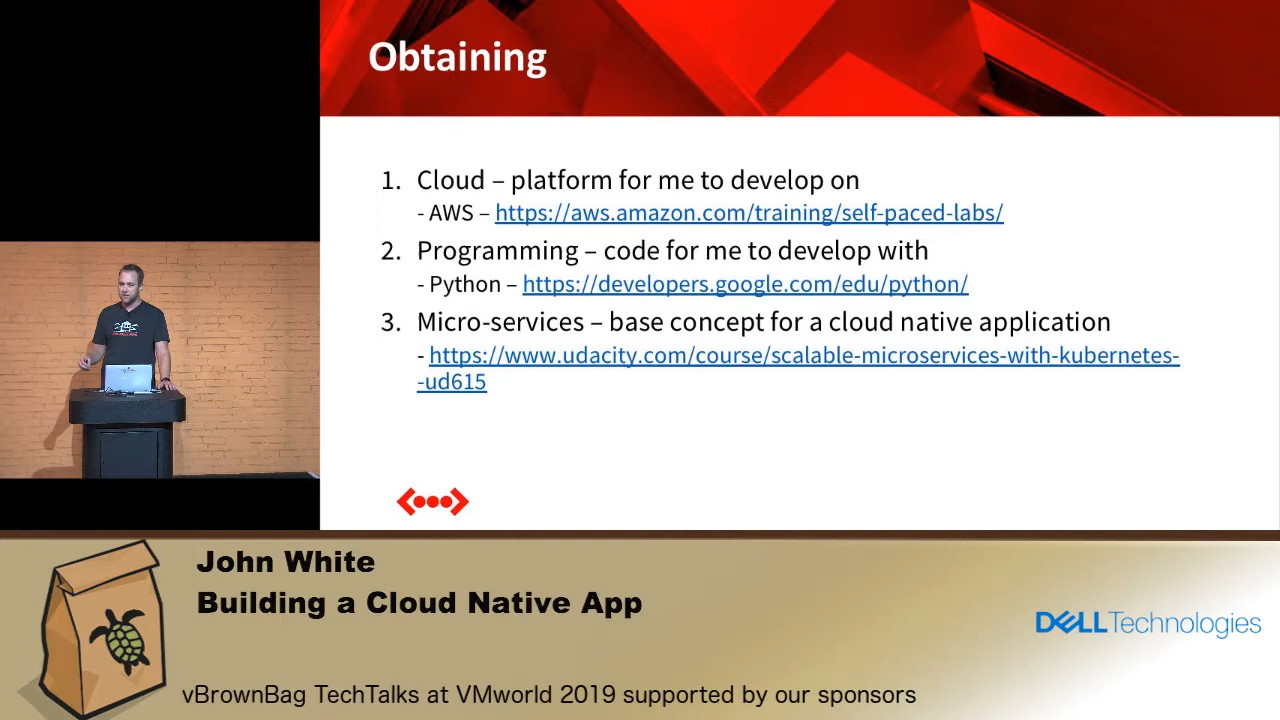 Obtaining
1. Cloud – platform for me to develop on
- AWS – https://aws.amazon.com/training/self-paced-labs/
2. Programming – code for me to develop with
- Python – https://developers.google.com/edu/python/
3. Micro-services – base concept for a cloud native application
- https://www.udacity.com/course/scalable-microservices-with-kubernetes-
-ud615
John White
Building a Cloud Native App
DELL Technologies
vBrownBag TechTalks at VMworld 2019 supported by our sponsors